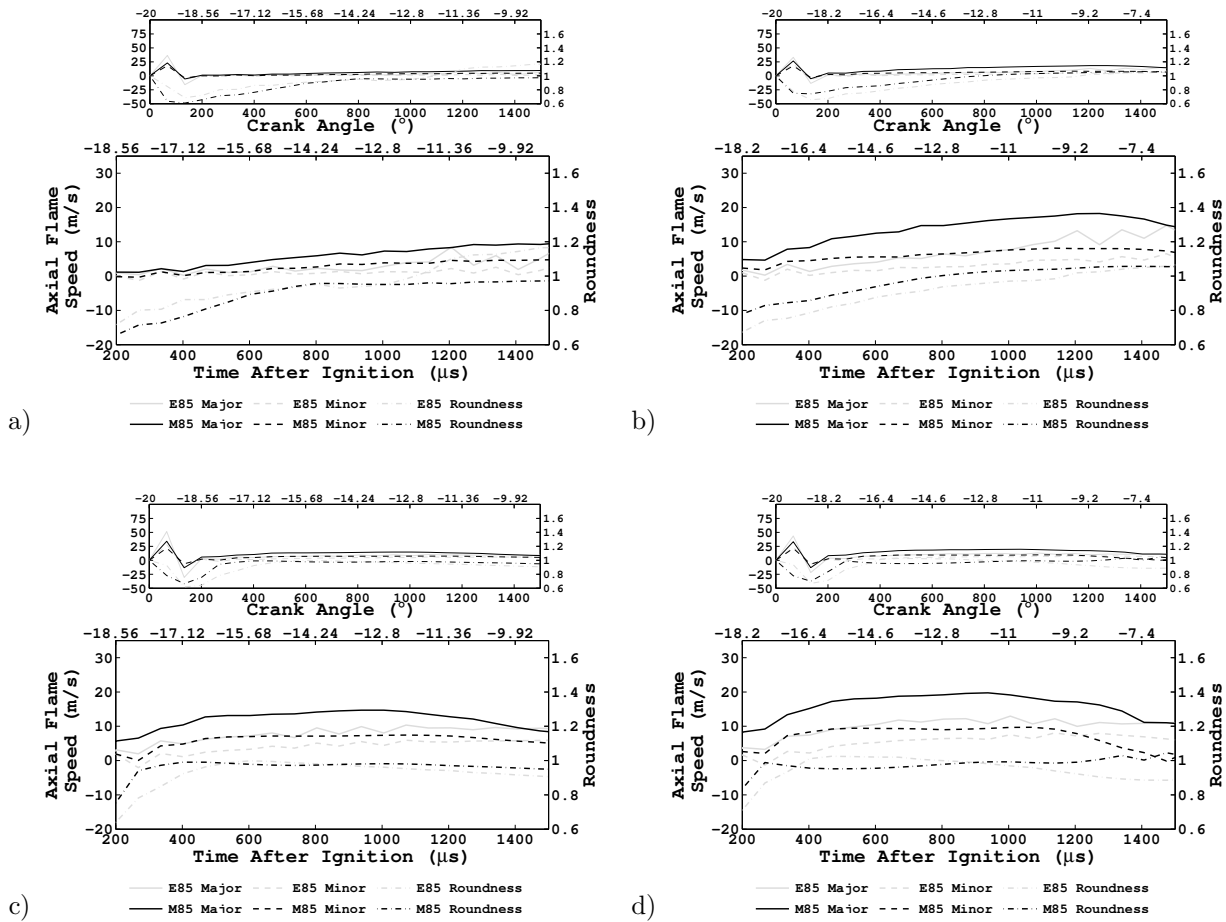 −20 −18.56 −17.12 −15.68 −14.24 −12.8 −11.36 −9.92
75 50 25 0 −25 −50
1.6 1.4 1.2 1 0.8 0.6
0 200 400 600 800 1000 1200 1400
Crank Angle (°)
−18.56 −17.12 −15.68 −14.24 −12.8 −11.36 −9.92
Axial Flame
Speed (m/s)
30 20 10 0 −10 −20
1.6 1.4 1.2 1 0.8 0.6
Roundness
200 400 600 800 1000 1200 1400
Time After Ignition (μs)
E85 Major E85 Minor E85 Roundness
M85 Major M85 Minor M85 Roundness
a)
−20 −18.2 −16.4 −14.6 −12.8 −11 −9.2 −7.4
75 50 25 0 −25 −50
1.6 1.4 1.2 1 0.8 0.6
0 200 400 600 800 1000 1200 1400
Crank Angle (°)
−18.2 −16.4 −14.6 −12.8 −11 −9.2 −7.4
Axial Flame
Speed (m/s)
30 20 10 0 −10 −20
1.6 1.4 1.2 1 0.8 0.6
Roundness
200 400 600 800 1000 1200 1400
Time After Ignition (μs)
E85 Major E85 Minor E85 Roundness
M85 Major M85 Minor M85 Roundness
b)
−20 −18.56 −17.12 −15.68 −14.24 −12.8 −11.36 −9.92
75 50 25 0 −25 −50
1.6 1.4 1.2 1 0.8 0.6
0 200 400 600 800 1000 1200 1400
Crank Angle (°)
−18.56 −17.12 −15.68 −14.24 −12.8 −11.36 −9.92
Axial Flame
Speed (m/s)
30 20 10 0 −10 −20
1.6 1.4 1.2 1 0.8 0.6
Roundness
200 400 600 800 1000 1200 1400
Time After Ignition (μs)
E85 Major E85 Minor E85 Roundness
M85 Major M85 Minor M85 Roundness
c)
−20 −18.2 −16.4 −14.6 −12.8 −11 −9.2 −7.4
75 50 25 0 −25 −50
1.6 1.4 1.2 1 0.8 0.6
0 200 400 600 800 1000 1200 1400
Crank Angle (°)
−18.2 −16.4 −14.6 −12.8 −11 −9.2 −7.4
Axial Flame
Speed (m/s)
30 20 10 0 −10 −20
1.6 1.4 1.2 1 0.8 0.6
Roundness
200 400 600 800 1000 1200 1400
Time After Ignition (μs)
E85 Major E85 Minor E85 Roundness
M85 Major M85 Minor M85 Roundness
d)